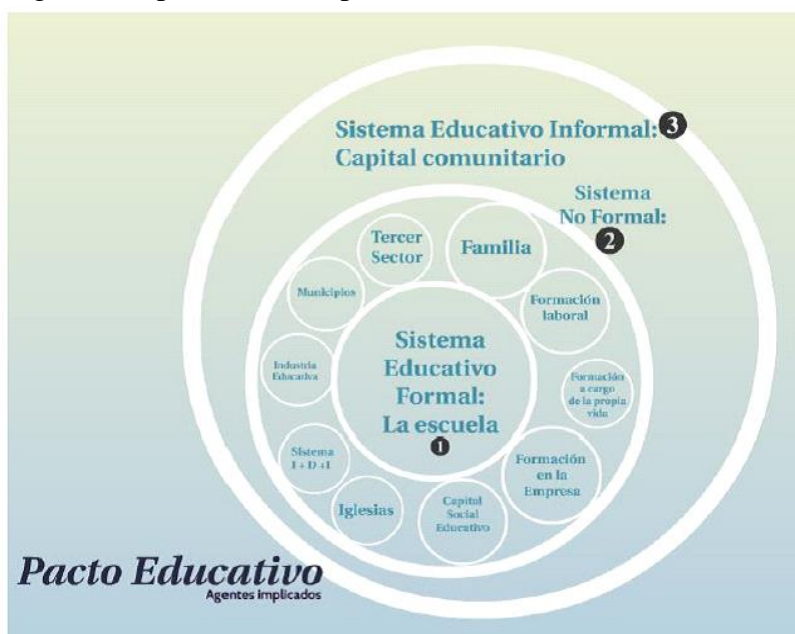 Sistema Educativo Informal: 3
Capital comunitario
Sistema
No Formal:
2
Tercer
Sector
Familia
Municipios
Formación
laboral
Sistema
Educativo
Formal:
La escuela
1
Industria
Educativa
Formación
a cargo
de la propia
vida
Sistema
I + D +I
Formación
en la
Empresa
Iglesias
Capital
Social
Educativo
Pacto Educativo
Agentes implicados